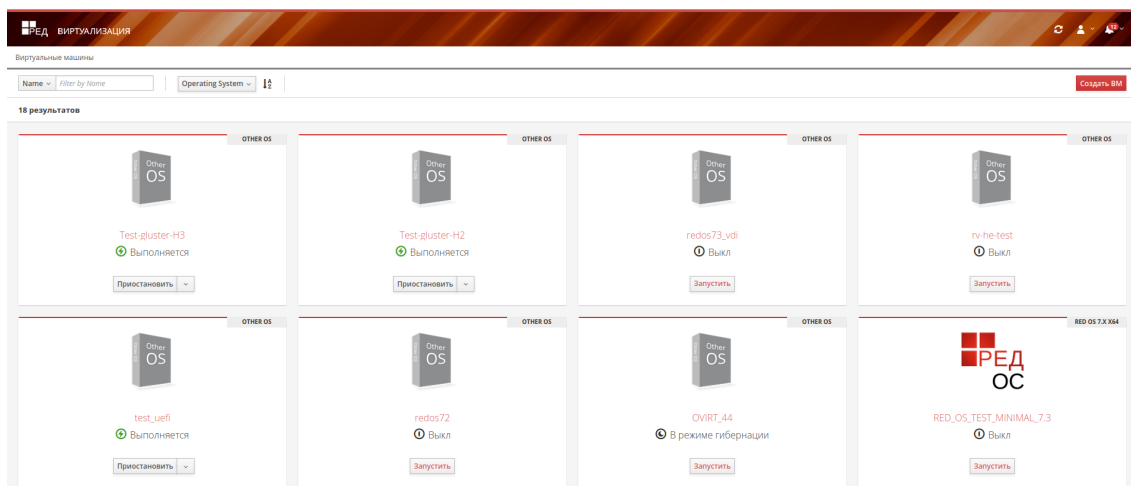 РЕД ВИРТУАЛИЗАЦИЯ
12
Виртуальные машины
Name Filter by Name Operating System Создать ВМ
18 результатов
OTHER OS OTHER OS OTHER OS OTHER OS
Other OS Other OS Other OS Other OS
Test-gluster-H3 Test-gluster-H2 redos73_vdi rv-he-test
Выполняется Выполняется Выкл Выкл
Приостановить Приостановить Запустить Запустить
OTHER OS OTHER OS OTHER OS RED OS 7.X X64
Other OS Other OS Other OS РЕД ОС
test_uefi redos72 OVIRT_44 RED_OS_TEST_MINIMAL_7.3
Выполняется Выкл В режиме гибернации Выкл
Приостановить Запустить Запустить Запустить